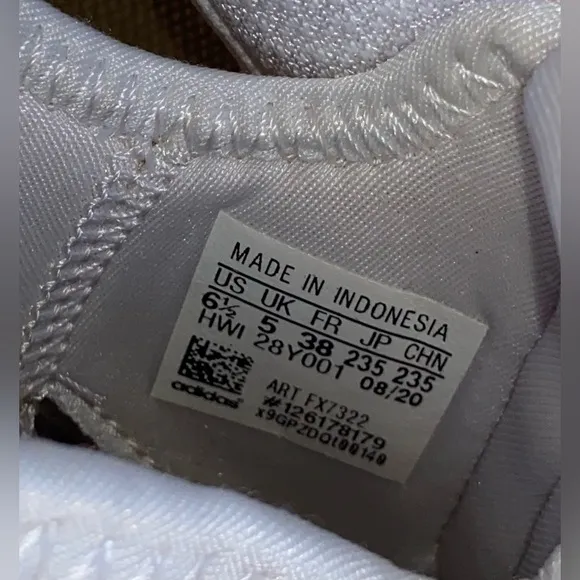 MADE IN INDONESIA
US UK FR JP CHN
6½ 5 38 235 235
HWI 28Y001 08/20
ART FX7322
#126178179
adidas